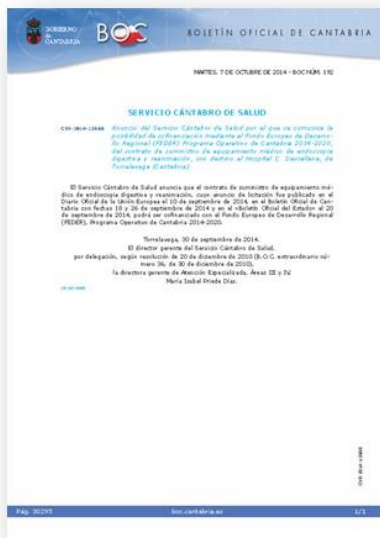 GOBIERNO
de
CANTABRIA
BOC
BOLETÍN OFICIAL DE CANTABRIA
MARTES, 7 DE OCTUBRE DE 2014 - BOC NÚM. 192
SERVICIO CÁNTABRO DE SALUD
Anuncio del Servicio Cántabro de Salud por el que se comunica la
posibilidad de cofinanciación mediante el Fondo Europeo de Desarro-
llo Regional (FEDER) Programa Operativo de Cantabria 2014-2020,
del contrato de suministro de equipamiento médico de endoscopia
digestiva y reanimación, con destino al Hospital C. Sierrallana, de
Torrelavega (Cantabria)
El Servicio Cántabro de Salud anuncia que el contrato de suministro de equipamiento mé-
dico de endoscopia digestiva y reanimación, cuyo anuncio de licitación fue publicado en el
Diario Oficial de la Unión Europea el 10 de septiembre de 2014, en el Boletín Oficial de Can-
tabria con fechas 18 y 26 de septiembre de 2014 y en el «Boletín Oficial del Estado» el 20
de septiembre de 2014, podrá ser cofinanciado con el Fondo Europeo de Desarrollo Regional
(FEDER), Programa Operativo de Cantabria 2014-2020.
Torrelavega, 30 de septiembre de 2014.
El director gerente del Servicio Cántabro de Salud,
por delegación, según resolución de 20 de diciembre de 2010 (B.O.C. extraordinario nú-
mero 36, de 30 de diciembre de 2010),
la directora gerente de Atención Especializada, Áreas III y IV,
María Isabel Priede Díaz.
Pág. 30295
boc.cantabria.es
1/1